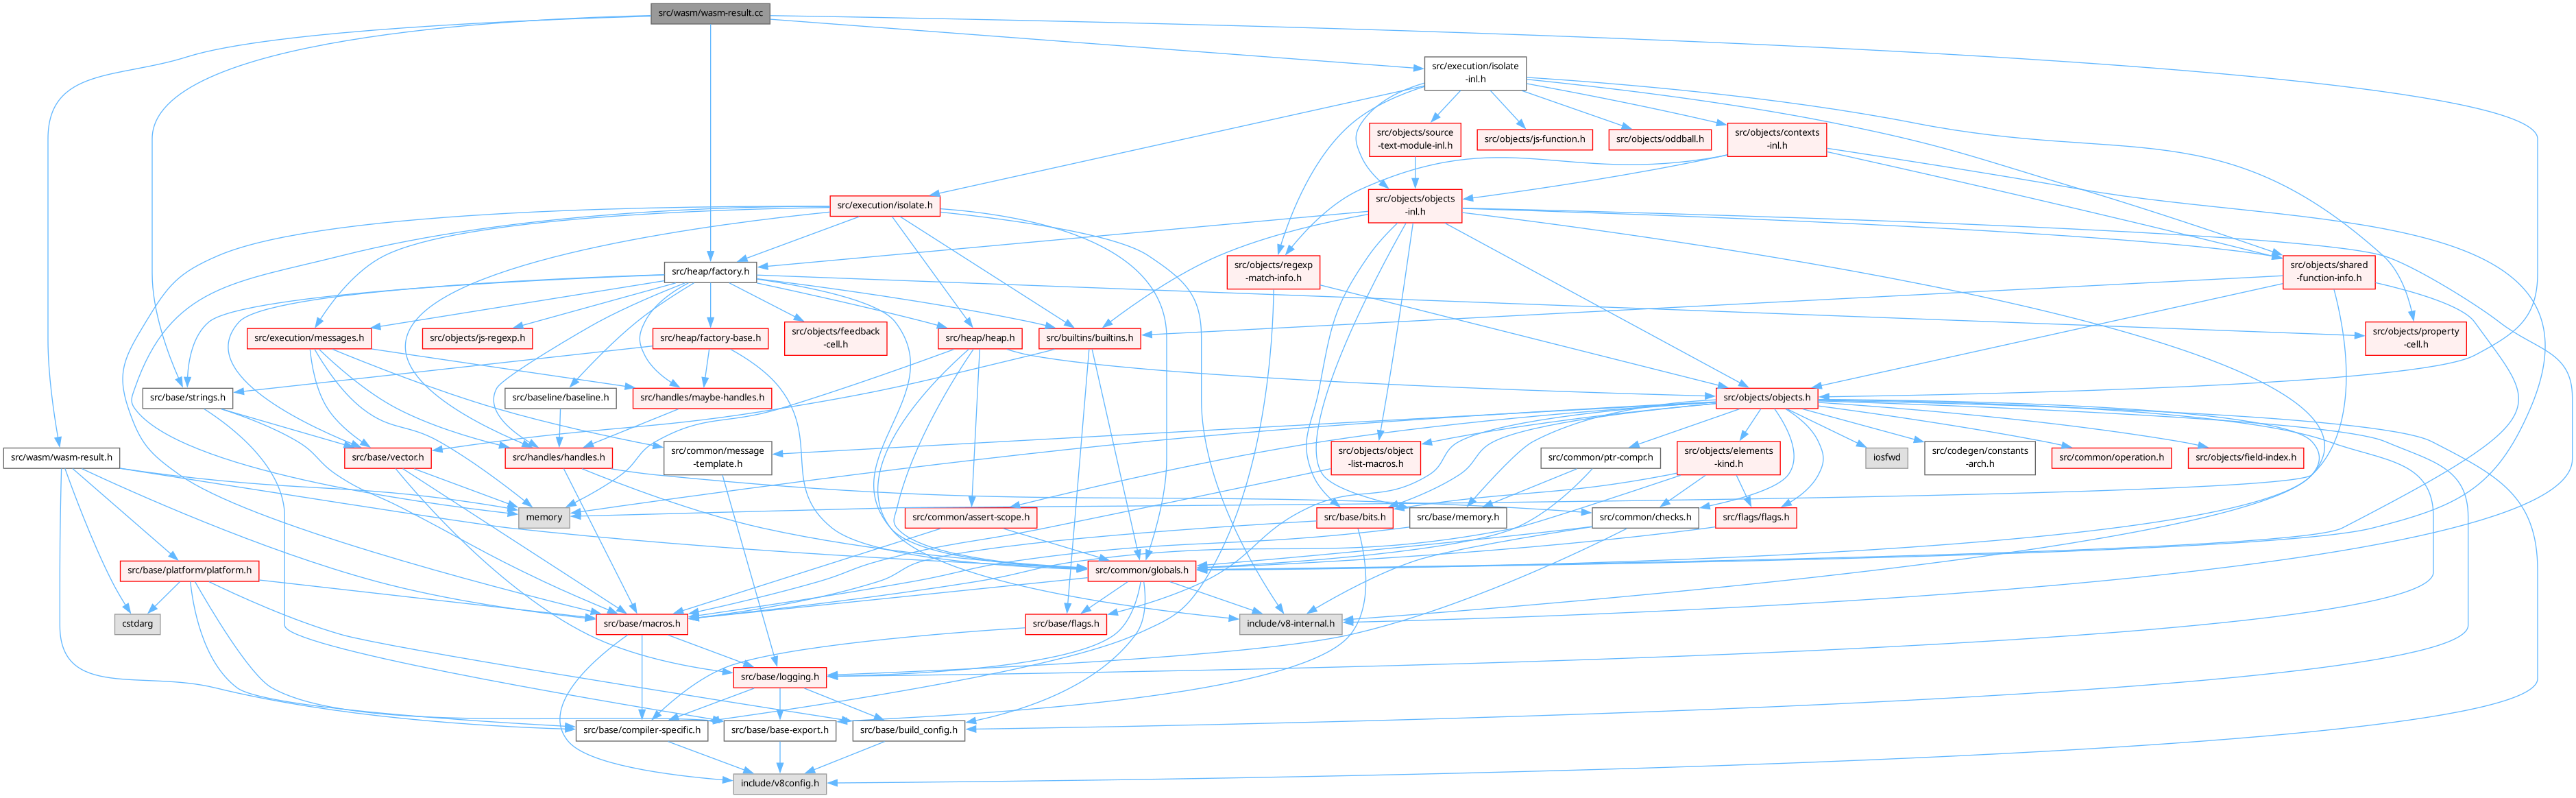 src/wasm/wasm-result.cc
src/execution/isolate
-inl.h
src/objects/source
-text-module-inl.h
src/objects/js-function.h
src/objects/oddball.h
src/objects/contexts
-inl.h
src/execution/isolate.h
src/objects/objects
-inl.h
src/heap/factory.h
src/objects/regexp
-match-info.h
src/objects/shared
-function-info.h
src/execution/messages.h
src/objects/js-regexp.h
src/heap/factory-base.h
src/objects/feedback
-cell.h
src/heap/heap.h
src/builtins/builtins.h
src/objects/property
-cell.h
src/base/strings.h
src/baseline/baseline.h
src/handles/maybe-handles.h
src/objects/objects.h
src/wasm/wasm-result.h
src/base/vector.h
src/handles/handles.h
src/common/message
-template.h
src/objects/object
-list-macros.h
src/common/ptr-compr.h
src/objects/elements
-kind.h
iosfwd
src/codegen/constants
-arch.h
src/common/operation.h
src/objects/field-index.h
memory
src/common/assert-scope.h
src/base/bits.h
src/base/memory.h
src/common/checks.h
src/flags/flags.h
src/base/platform/platform.h
src/common/globals.h
cstdarg
src/base/macros.h
src/base/flags.h
include/v8-internal.h
src/base/logging.h
src/base/compiler-specific.h
src/base/base-export.h
src/base/build_config.h
include/v8config.h